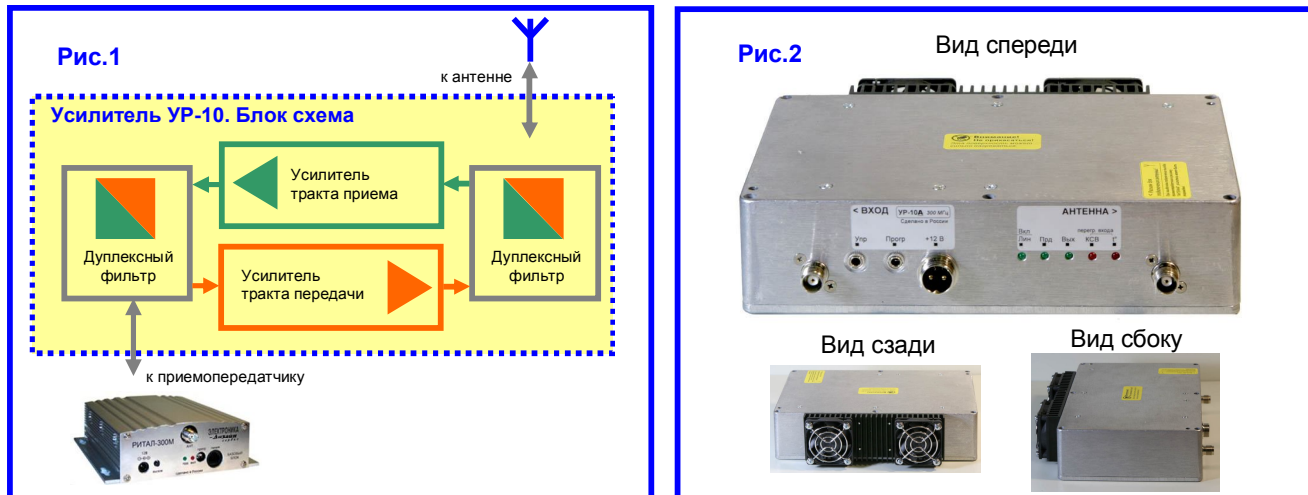 Рис.1
к антенне
Усилитель УР-10. Блок схема
Усилитель
тракта приема
Дуплексный
фильтр
Дуплексный
фильтр
Усилитель
тракта передачи
к приемопередатчику
РИТАЛ-300М
ЭЛЕКТРОНИКА
Рис.2
Вид спереди
Внимание!
< ВХОД УР-10А 300 МГц
Сделано в России
Упр Прогр +12 В
АНТЕННА >
Вкл перегр. входа
Лин Прд Вых КСВ t°
Вид сзади
Вид сбоку